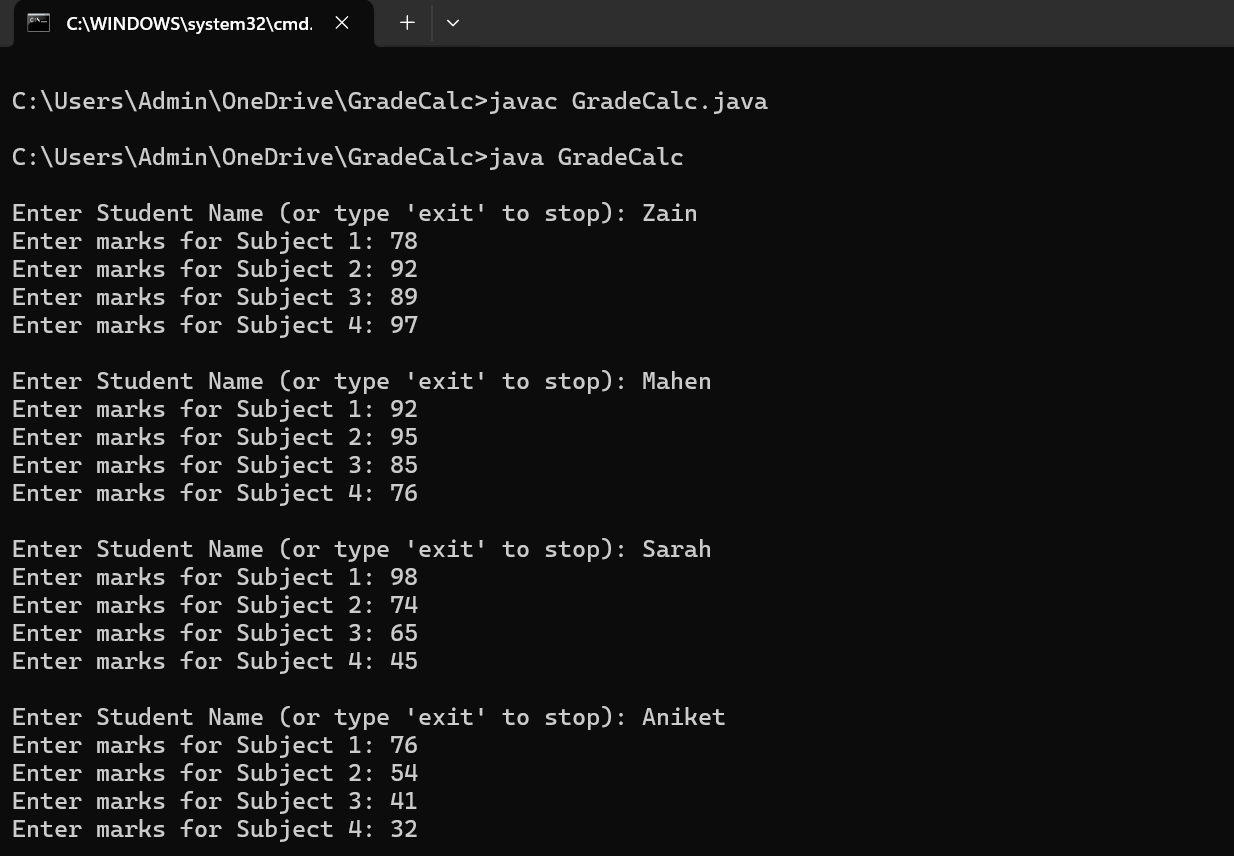 C:\WINDOWS\system32\cmd.
C:\Users\Admin\OneDrive\GradeCalc>javac GradeCalc.java
C:\Users\Admin\OneDrive\GradeCalc>java GradeCalc
Enter Student Name (or type 'exit' to stop): Zain
Enter marks for Subject 1: 78
Enter marks for Subject 2: 92
Enter marks for Subject 3: 89
Enter marks for Subject 4: 97
Enter Student Name (or type 'exit' to stop): Mahen
Enter marks for Subject 1: 92
Enter marks for Subject 2: 95
Enter marks for Subject 3: 85
Enter marks for Subject 4: 76
Enter Student Name (or type 'exit' to stop): Sarah
Enter marks for Subject 1: 98
Enter marks for Subject 2: 74
Enter marks for Subject 3: 65
Enter marks for Subject 4: 45
Enter Student Name (or type 'exit' to stop): Aniket
Enter marks for Subject 1: 76
Enter marks for Subject 2: 54
Enter marks for Subject 3: 41
Enter marks for Subject 4: 32